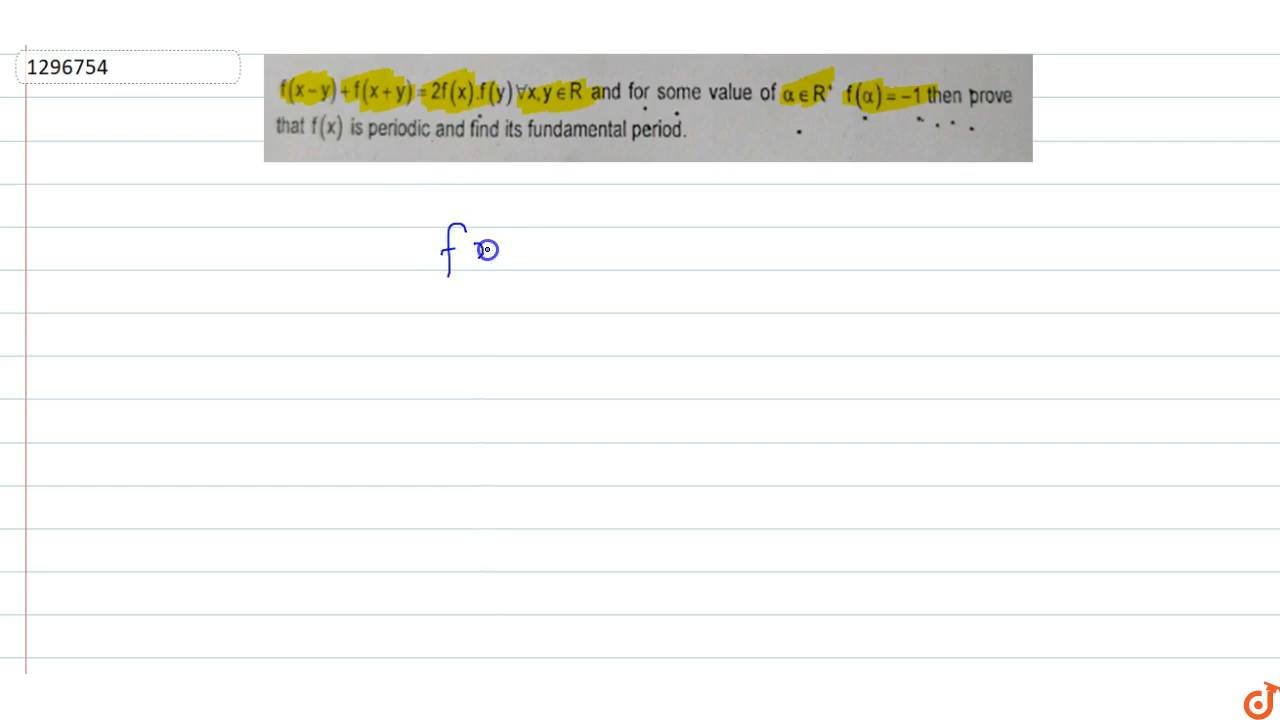 1296754
f(x-y)+f(x+y)=2f(x).f(y)∀x,y∈R and for some value of α∈R⁺ f(α)=-1 then prove
that f(x) is periodic and find its fundamental period.
f